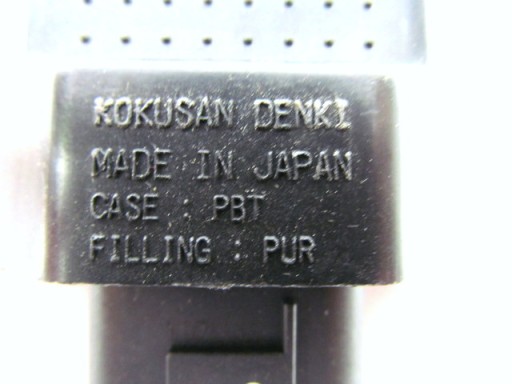 KOKUSAN DENKI
MADE IN JAPAN
CASE : PBT
FILLING : PUR